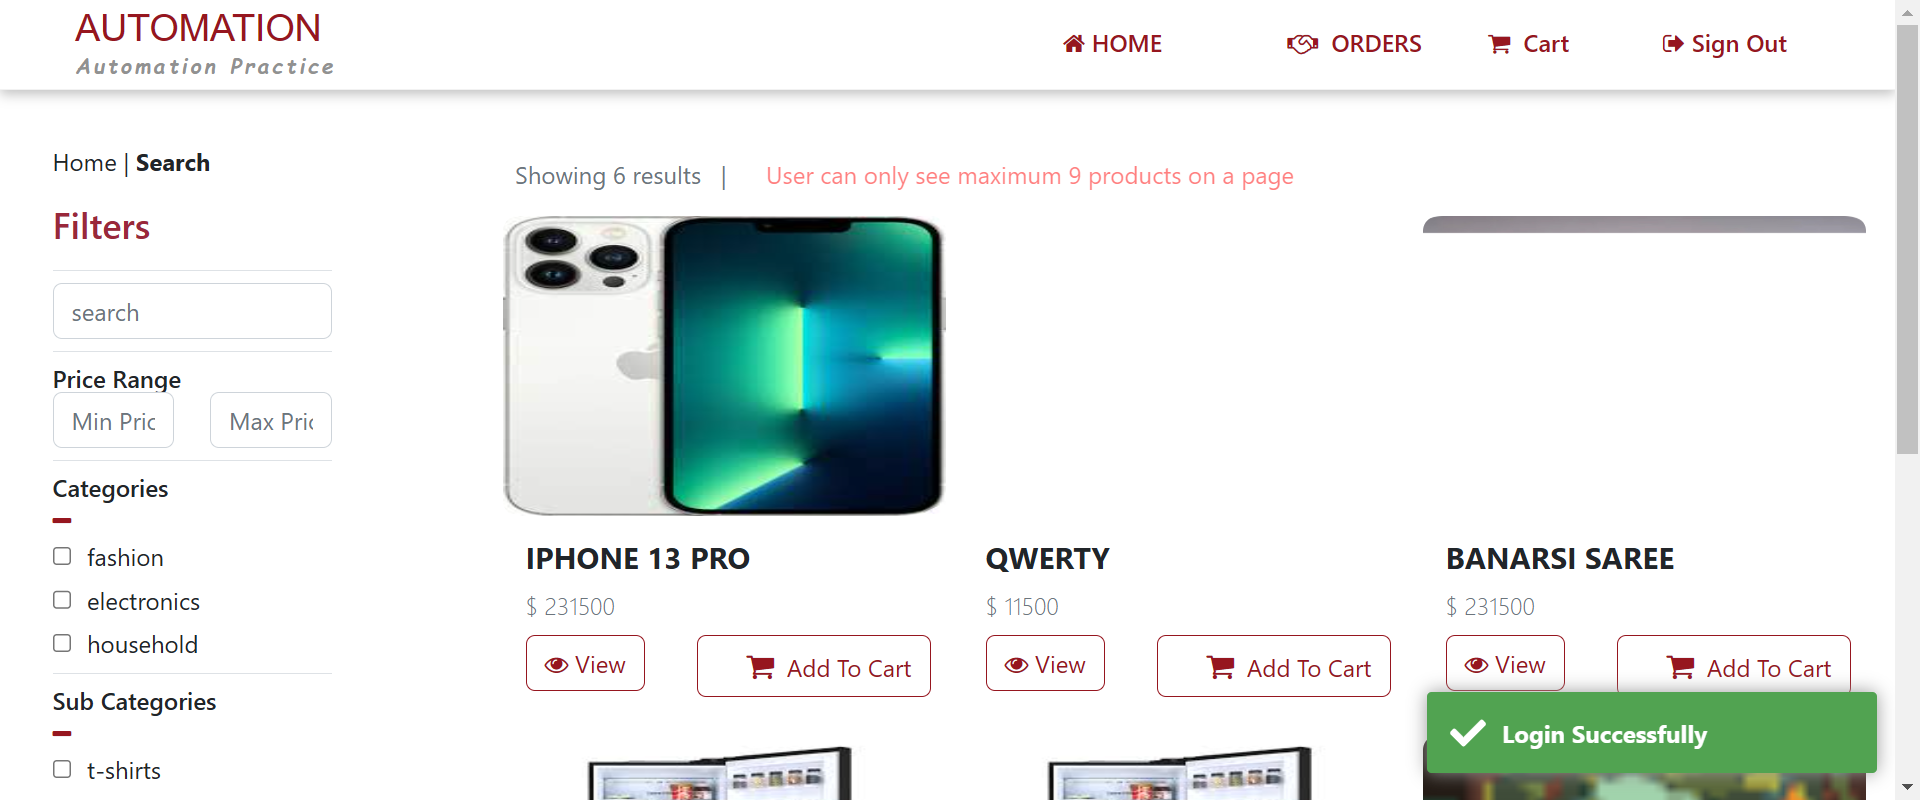 AUTOMATION
Automation Practice
HOME
ORDERS
Cart
Sign Out
Home | Search
Showing 6 results |
User can only see maximum 9 products on a page
Filters
search
Price Range
Min Pric
Max Pri
Categories
fashion
electronics
household
Sub Categories
t-shirts
IPHONE 13 PRO
$ 231500
View
Add To Cart
QWERTY
$ 11500
View
Add To Cart
BANARSI SAREE
$ 231500
View
Add To Cart
Login Successfully